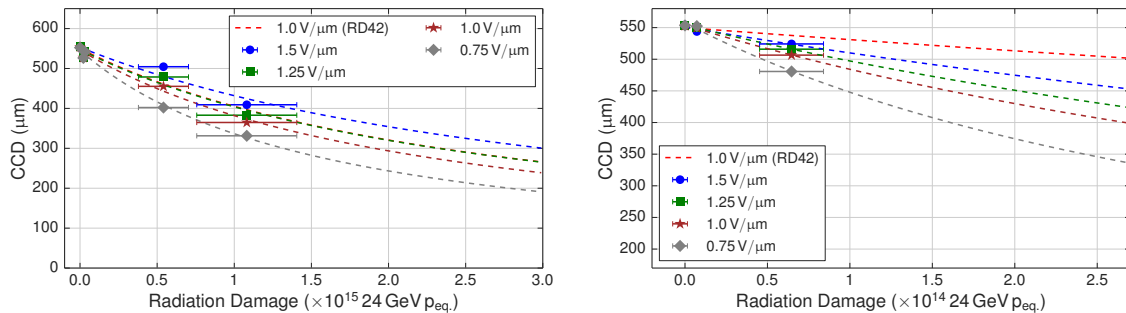 600
500
400
300
200
100
0
CCD (μm)
1.0 V/μm (RD42)
1.5 V/μm
1.25 V/μm
1.0 V/μm
0.75 V/μm
0.0 0.5 1.0 1.5 2.0 2.5 3.0
Radiation Damage (×10¹⁵ 24 GeV p_eq.)
550
500
450
400
350
300
250
200
CCD (μm)
1.0 V/μm (RD42)
1.5 V/μm
1.25 V/μm
1.0 V/μm
0.75 V/μm
0.0 0.5 1.0 1.5 2.0 2.5
Radiation Damage (×10¹⁴ 24 GeV p_eq.)